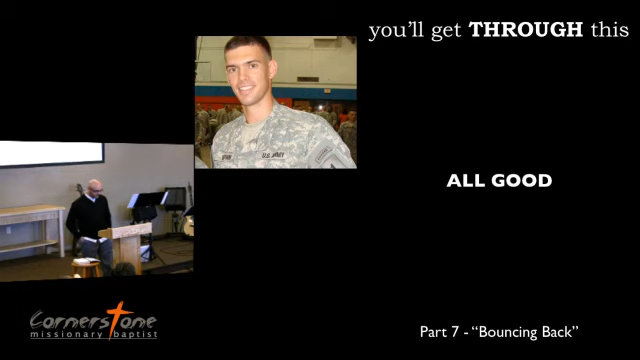 you'll get THROUGH this
U.S. ARMY
ALL GOOD
Cornerstone
missionary baptist
Part 7 - “Bouncing Back”